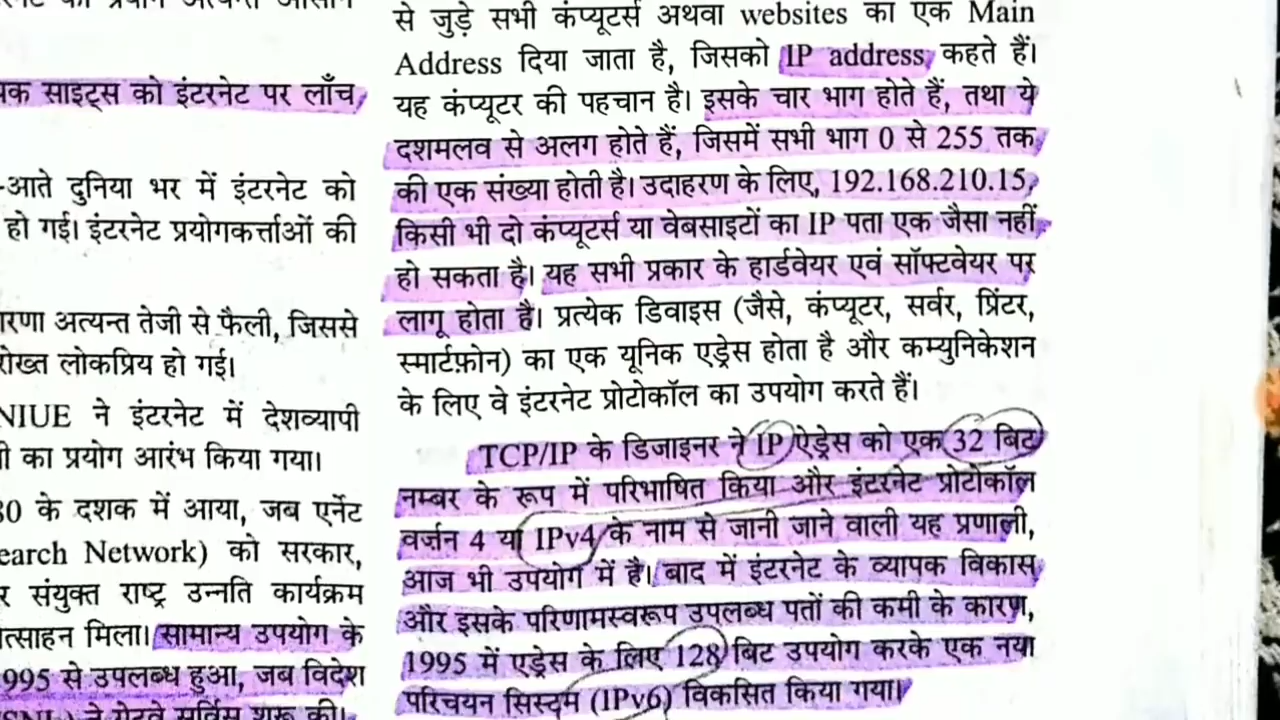 साइट्स को इंटरनेट पर लाँच
-आते दुनिया भर में इंटरनेट को
हो गई। इंटरनेट प्रयोगकर्त्ताओं की
अत्यन्त तेजी से फैली, जिससे
लोकप्रिय हो गई।
NIUE ने इंटरनेट में देशव्यापी
का प्रयोग आरंभ किया गया।
के दशक में आया, जब एर्नेट
earch Network) को सरकार,
संयुक्त राष्ट्र उन्नति कार्यक्रम
मिला। सामान्य उपयोग के
995 से उपलब्ध हुआ, जब विदेश
से जुड़े सभी कंप्यूटर्स अथवा websites का एक Main
Address दिया जाता है, जिसको IP address कहते हैं।
यह कंप्यूटर की पहचान है। इसके चार भाग होते हैं, तथा ये
दशमलव से अलग होते हैं, जिसमें सभी भाग 0 से 255 तक
की एक संख्या होती है। उदाहरण के लिए, 192.168.210.15,
किसी भी दो कंप्यूटर्स या वेबसाइटों का IP पता एक जैसा नहीं
हो सकता है। यह सभी प्रकार के हार्डवेयर एवं सॉफ्टवेयर पर
लागू होता है। प्रत्येक डिवाइस (जैसे, कंप्यूटर, सर्वर, प्रिंटर,
स्मार्टफ़ोन) का एक यूनिक एड्रेस होता है और कम्युनिकेशन
के लिए वे इंटरनेट प्रोटोकॉल का उपयोग करते हैं।
TCP/IP के डिजाइनर ने IP ऐड्रेस को एक 32 बिट
नम्बर के रूप में परिभाषित किया और इंटरनेट प्रोटोकॉल
वर्जन 4 या IPv4 के नाम से जानी जाने वाली यह प्रणाली,
आज भी उपयोग में है। बाद में इंटरनेट के व्यापक विकास
और इसके परिणामस्वरूप उपलब्ध पतों की कमी के कारण,
1995 में एड्रेस के लिए 128 बिट उपयोग करके एक नया
परिचयन सिस्टम (IPv6) विकसित किया गया।